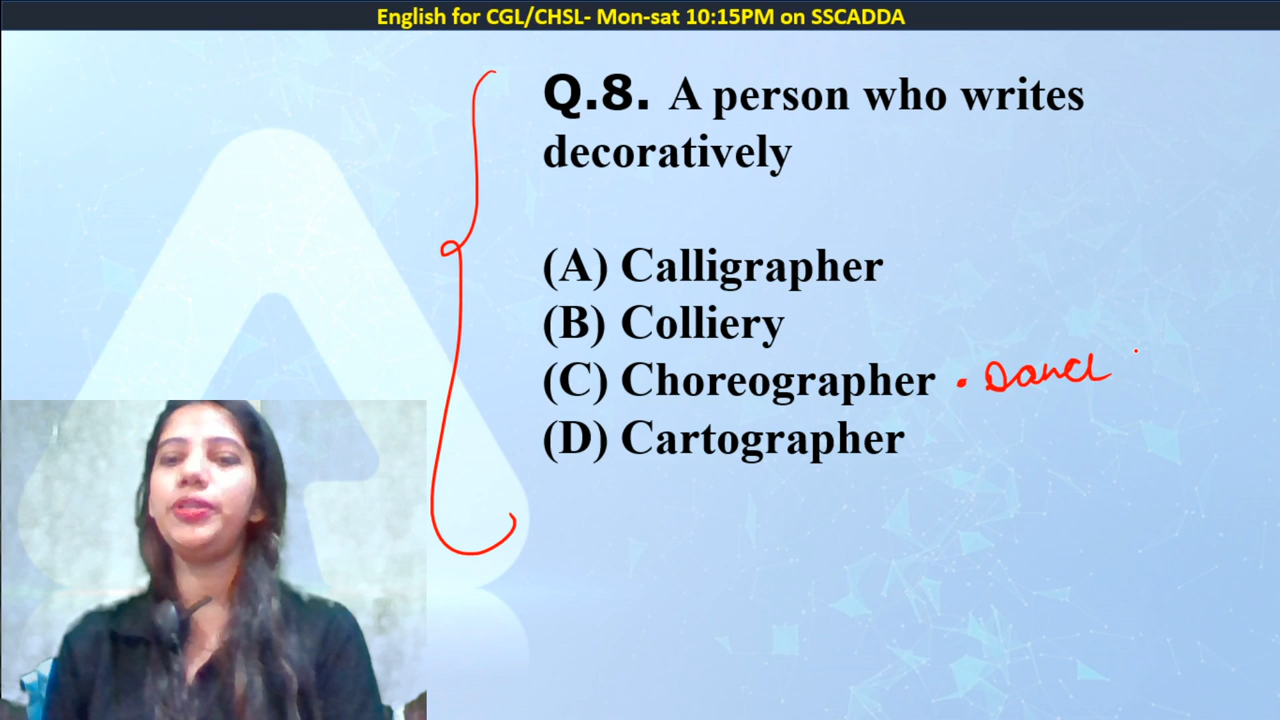 English for CGL/CHSL- Mon-sat 10:15PM on SSCADDA
Q.8. A person who writes
decoratively
(A) Calligrapher
(B) Colliery
(C) Choreographer . Dance
(D) Cartographer